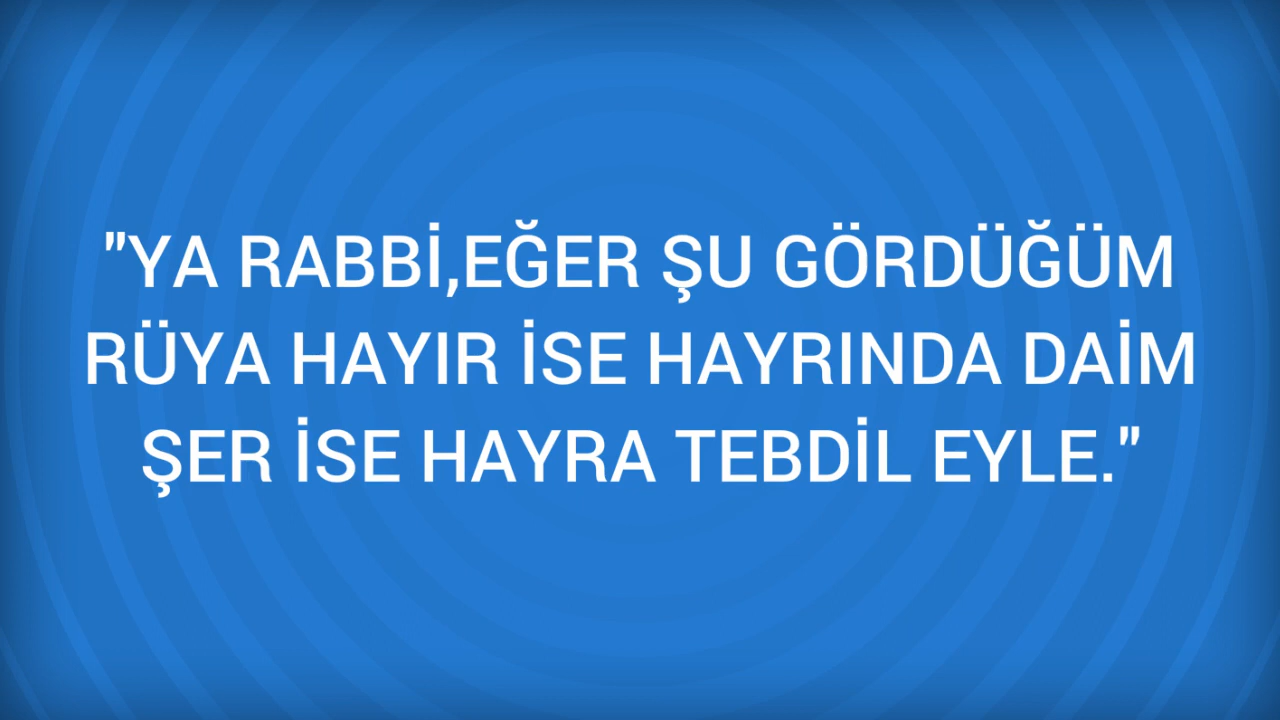 "YA RABBİ,EĞER ŞU GÖRDÜĞÜM
RÜYA HAYIR İSE HAYRINDA DAİM
ŞER İSE HAYRA TEBDİL EYLE."